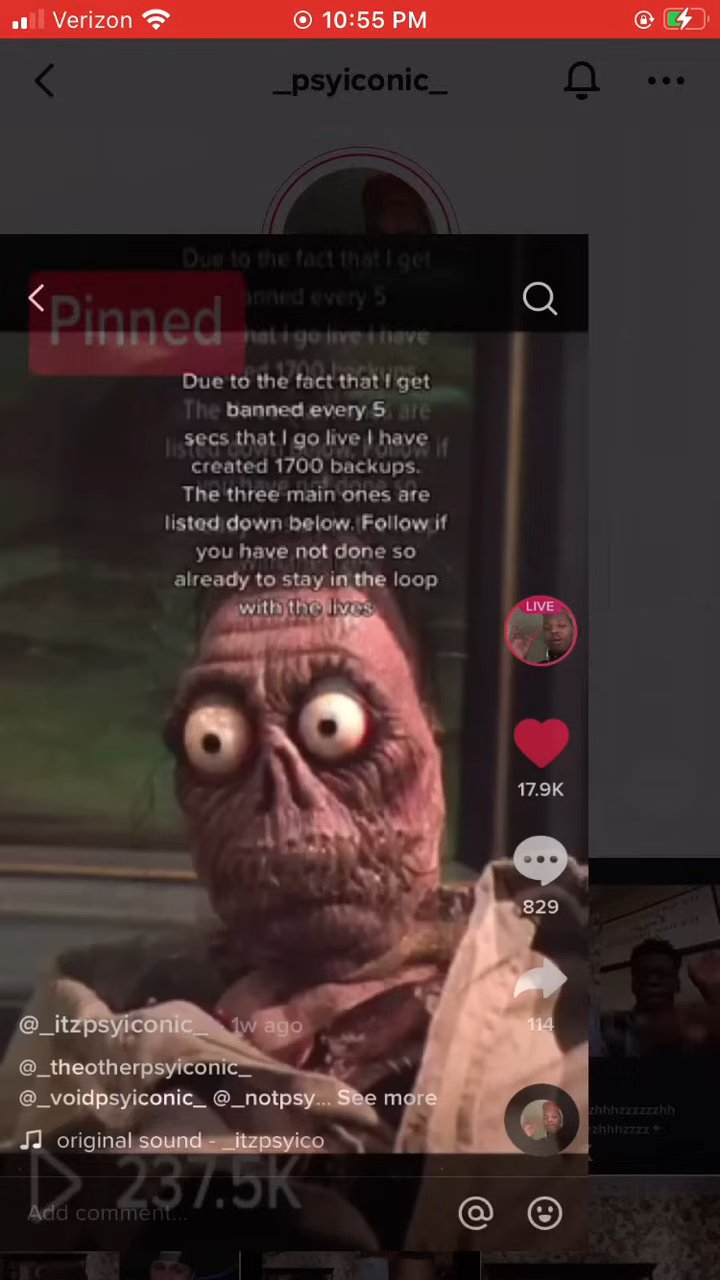 Verizon
10:55 PM
_psyiconic_
Pinned
Due to the fact that I get
banned every 5
secs that I go live I have
created 1700 backups.
The three main ones are
listed down below. Follow if
you have not done so
already to stay in the loop
with the lives
LIVE
17.9K
829
114
@_itzpsyiconic_ · 1w ago
@_theotherpsyiconic_
@_voidpsyiconic_ @_notpsy... See more
original sound - _itzpsyico
237.5K
Add comment...